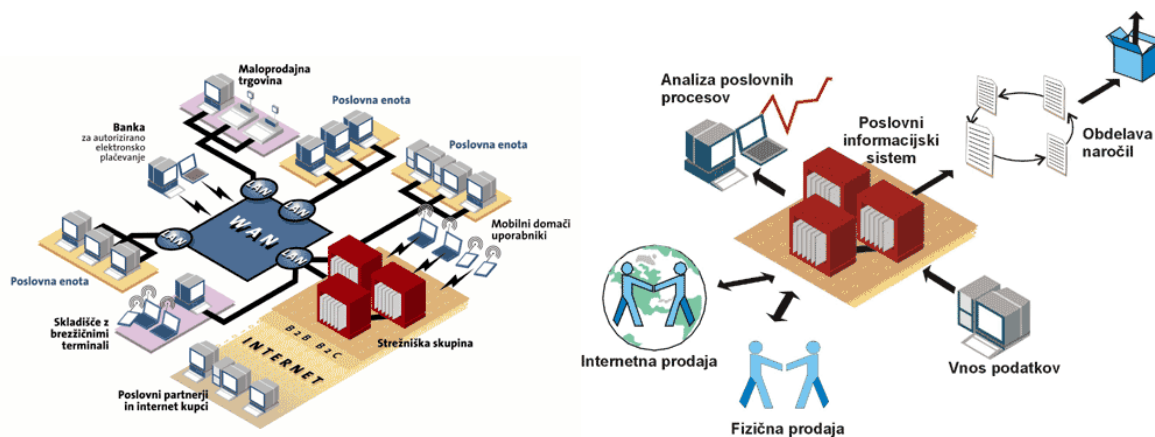 Maloprodajna
trgovina
Banka
za autorizirano
elektronsko
plačevanje
Poslovna enota
Poslovna enota
LAN
LAN
WAN
LAN
LAN
Mobilni domači
uporabniki
Poslovna enota
Skladišče z
brezžičnimi
terminali
B2B B2C
INTERNET
Strežniška skupina
Poslovni partnerji
in internet kupci
Analiza poslovnih
procesov
Poslovni
informacijski
sistem
Obdelava
naročil
Internetna prodaja
Vnos podatkov
Fizična prodaja